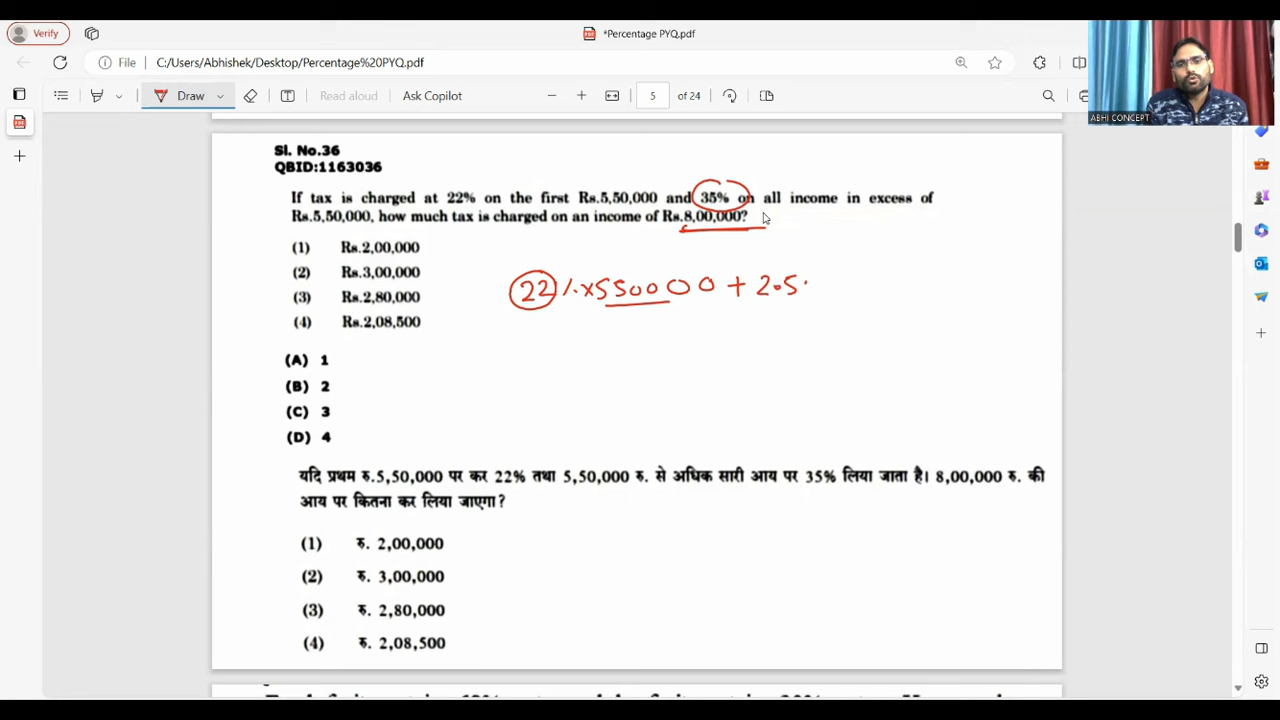 Verify
*Percentage PYQ.pdf
File C:/Users/Abhishek/Desktop/Percentage%20PYQ.pdf
Draw Read aloud Ask Copilot 5 of 24
ABHI CONCEPT
Sl. No.36
QBID:1163036
If tax is charged at 22% on the first Rs.5,50,000 and 35% on all income in excess of
Rs.5,50,000, how much tax is charged on an income of Rs.8,00,000?
(1) Rs.2,00,000
(2) Rs.3,00,000
(3) Rs.2,80,000
(4) Rs.2,08,500
22%×550000+2.5
(A) 1
(B) 2
(C) 3
(D) 4
यदि प्रथम रु.5,50,000 पर कर 22% तथा 5,50,000 रु. से अधिक सारी आय पर 35% लिया जाता है। 8,00,000 रु. की
आय पर कितना कर लिया जाएगा?
(1) रु. 2,00,000
(2) रु. 3,00,000
(3) रु. 2,80,000
(4) रु. 2,08,500